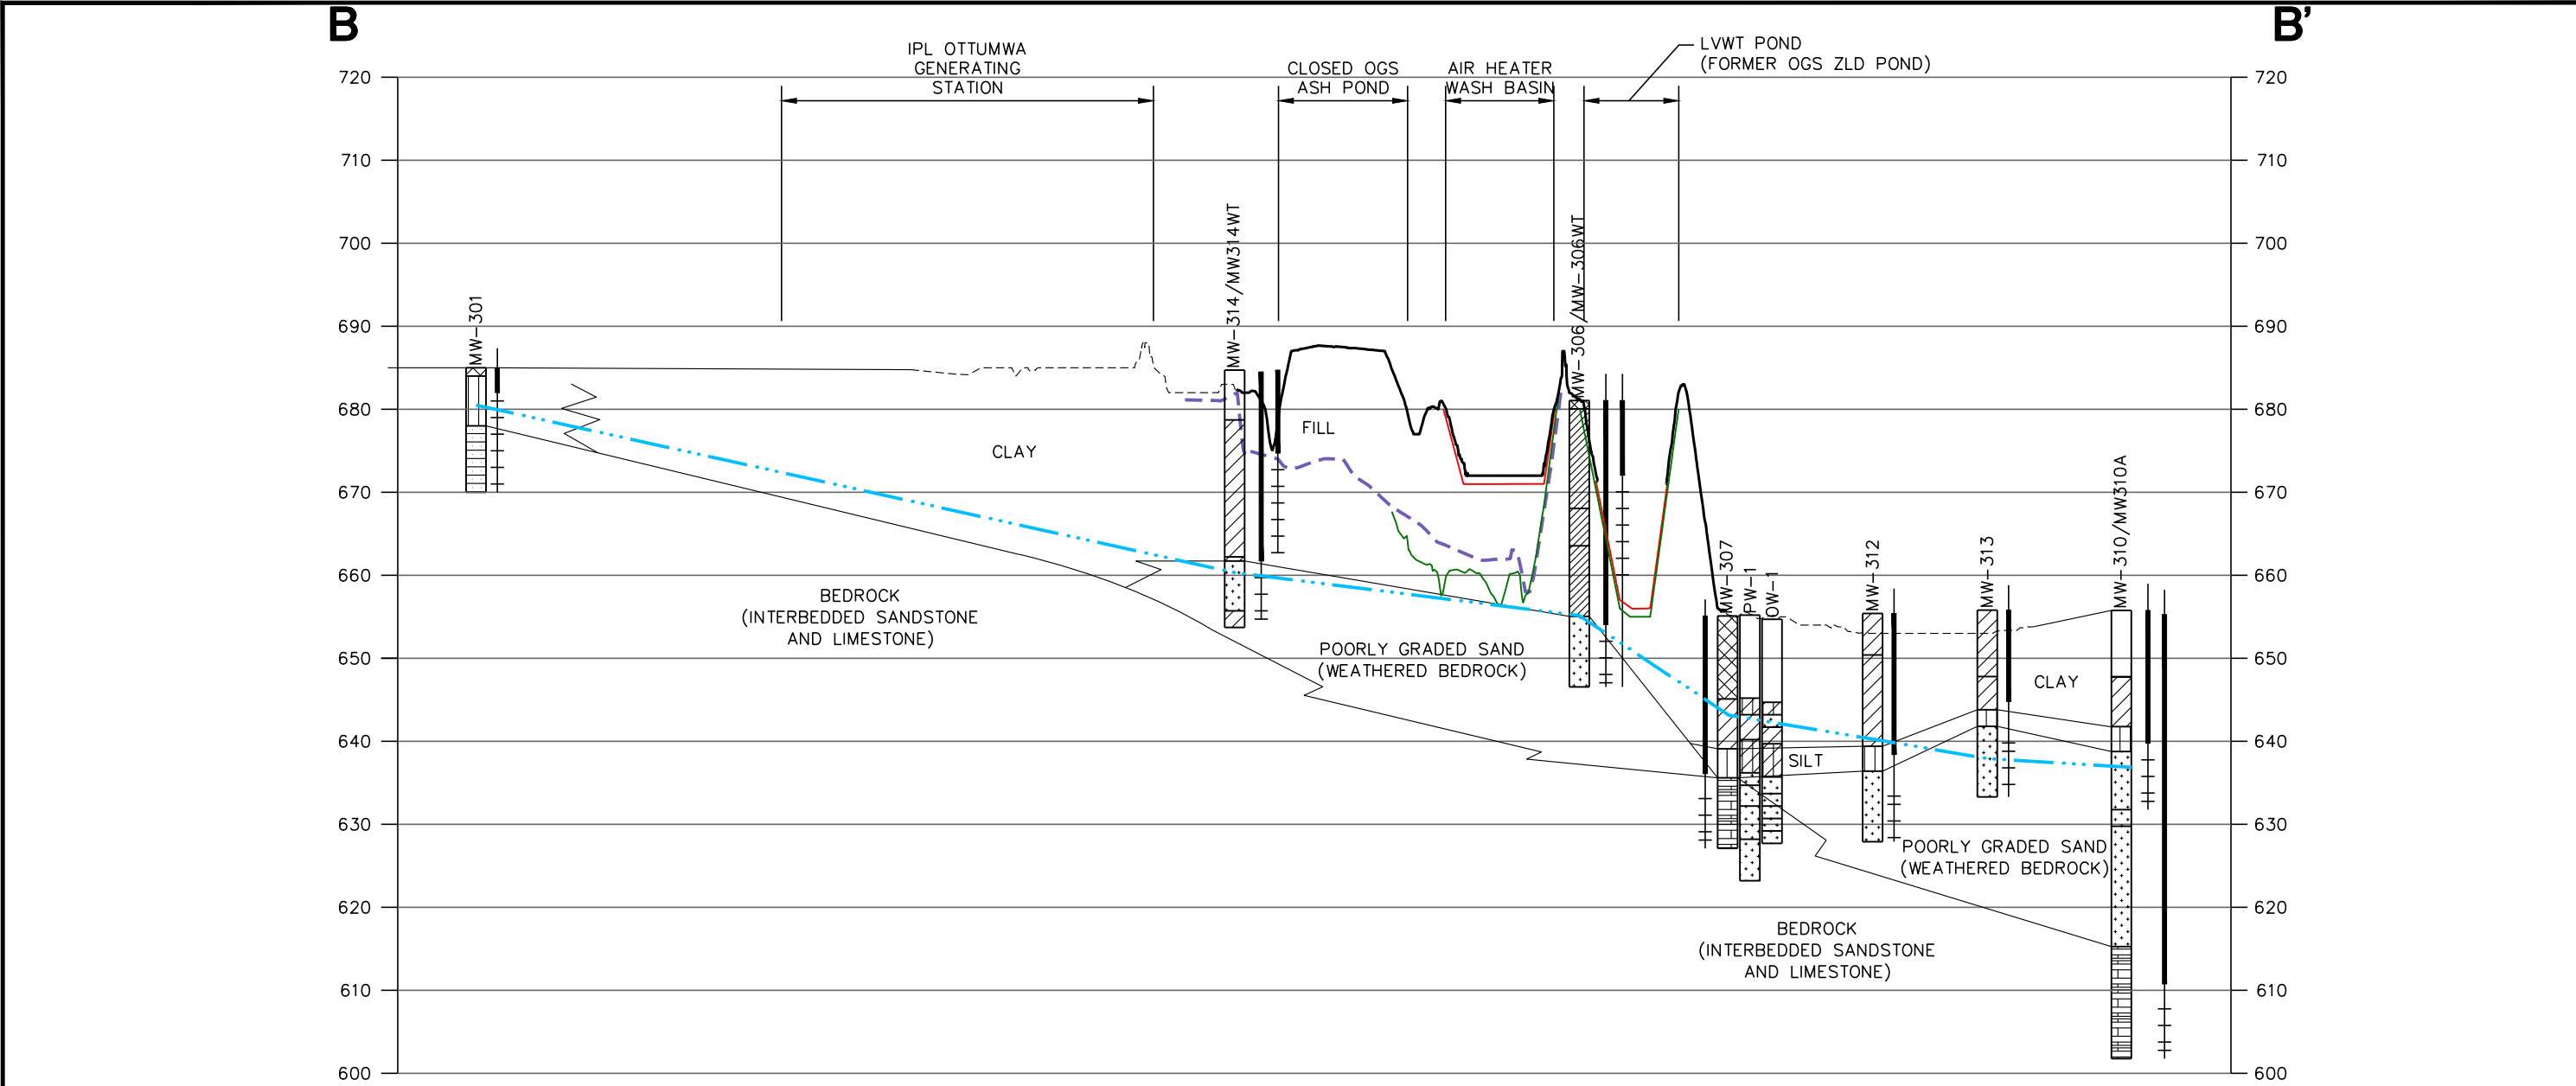 B
B'
IPL OTTUMWA
GENERATING
STATION
CLOSED OGS
ASH POND
AIR HEATER
WASH BASIN
LVWT POND
(FORMER OGS ZLD POND)
720
720
710
710
700
700
690
690
680
680
670
670
660
660
650
650
640
640
630
630
620
620
610
610
600
600
MW-301
MW-314/MW314WT
MW-306/MW-306WT
MW-307
PW-1
OW-1
MW-312
MW-313
MW-310/MW310A
CLAY
FILL
BEDROCK
(INTERBEDDED SANDSTONE
AND LIMESTONE)
POORLY GRADED SAND
(WEATHERED BEDROCK)
CLAY
SILT
POORLY GRADED SAND
(WEATHERED BEDROCK)
BEDROCK
(INTERBEDDED SANDSTONE
AND LIMESTONE)